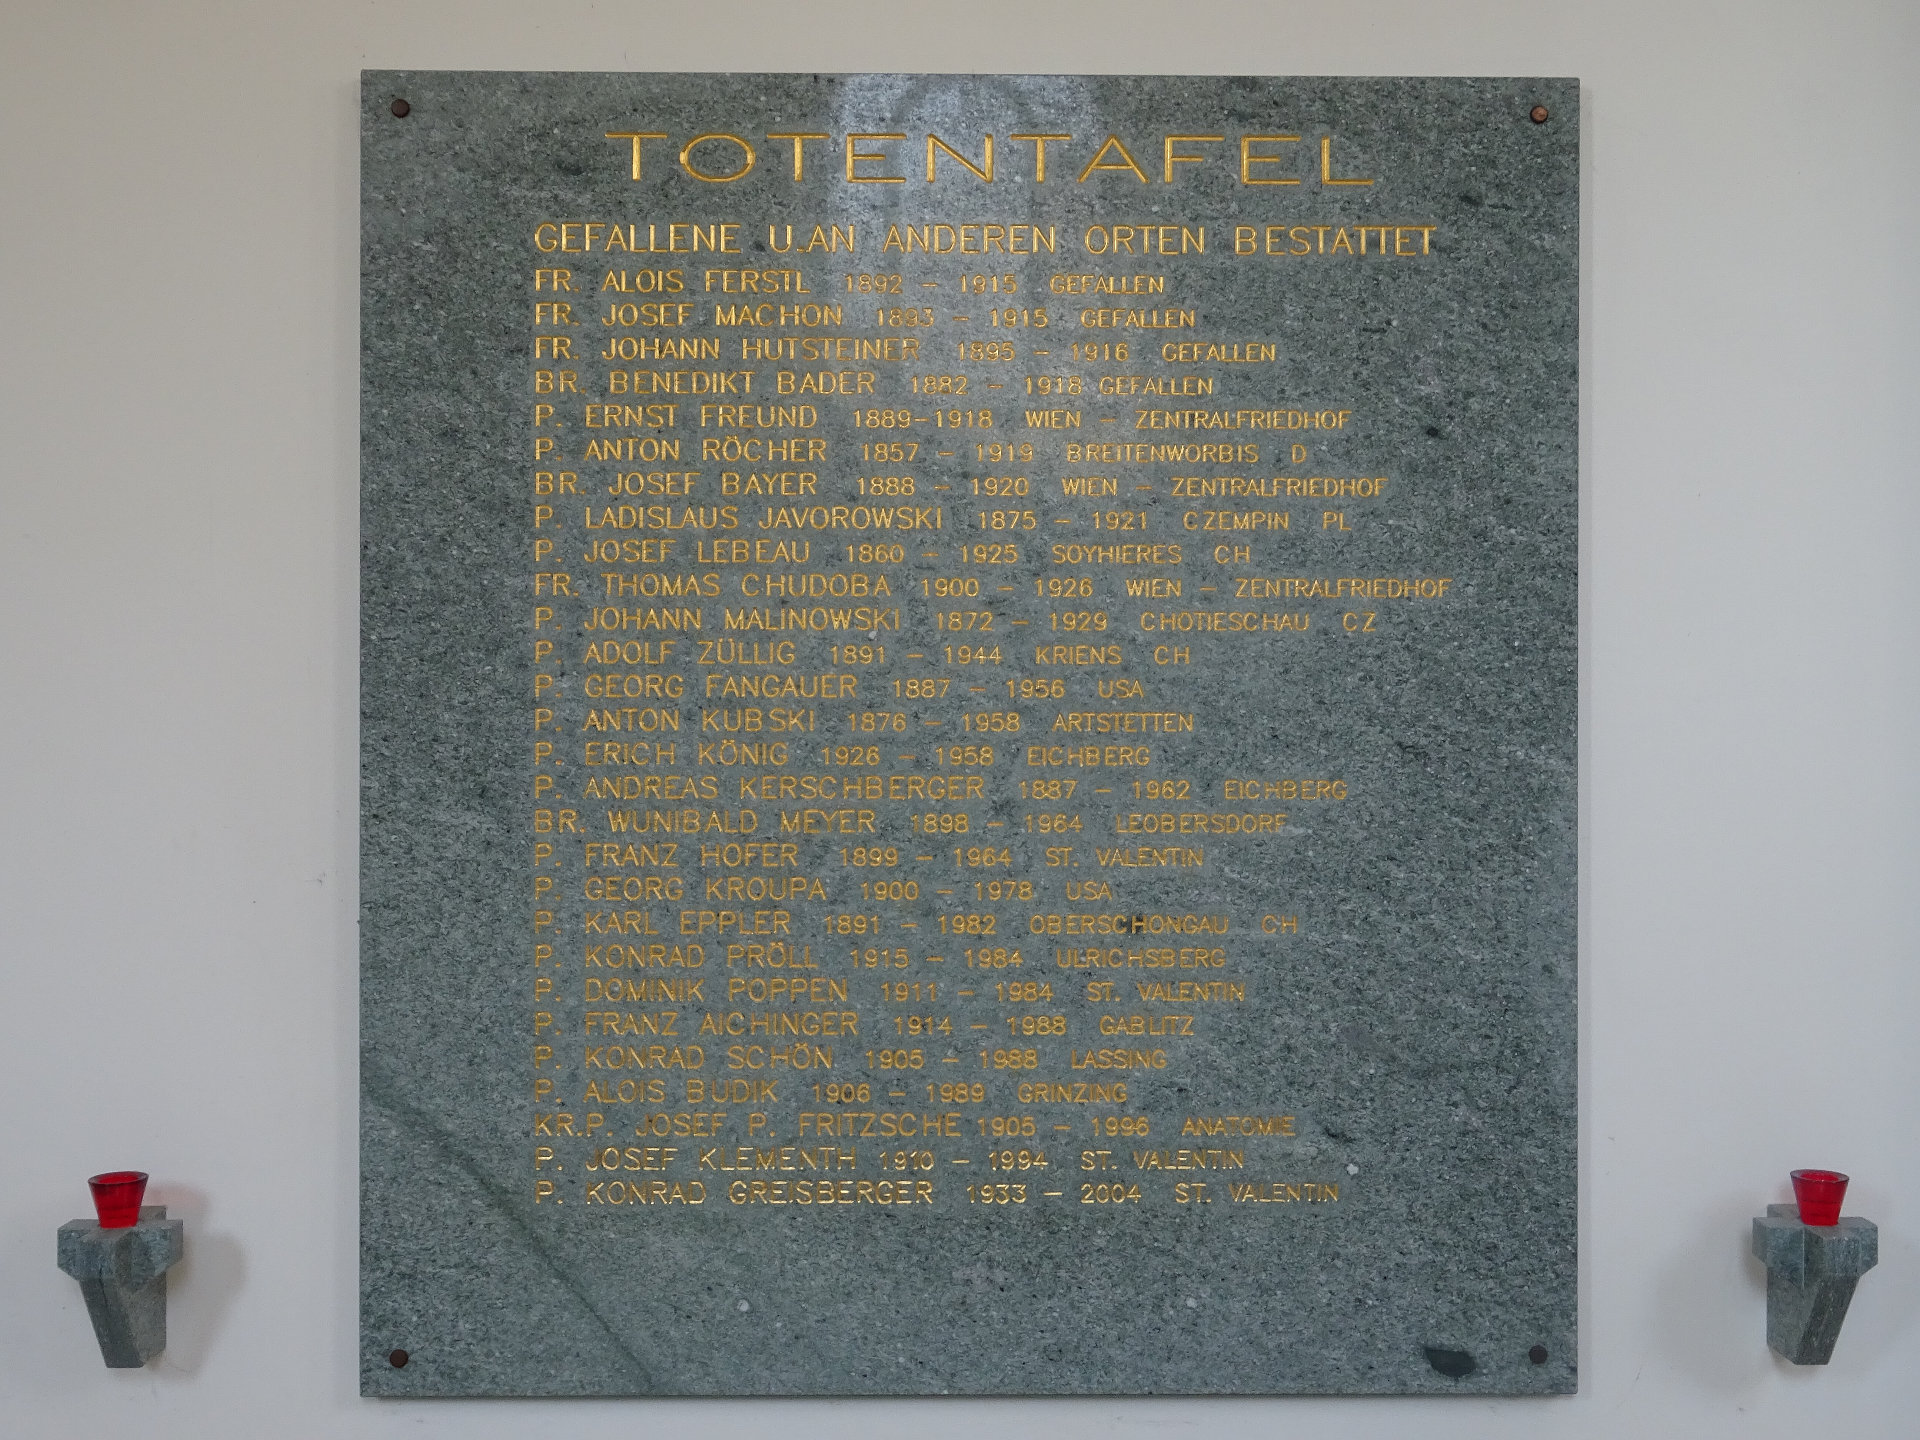 TOTENTAFEL
GEFALLENE U.AN ANDEREN ORTEN BESTATTET
FR. ALOIS FERSTL 1892 – 1915 GEFALLEN
FR. JOSEF MACHON 1893 – 1915 GEFALLEN
FR. JOHANN HUTSTEINER 1895 – 1916 GEFALLEN
BR. BENEDIKT BADER 1882 – 1918 GEFALLEN
P. ERNST FREUND 1889–1918 WIEN – ZENTRALFRIEDHOF
P. ANTON RÖCHER 1857 – 1919 BREITENWORBIS D
BR. JOSEF BAYER 1888 – 1920 WIEN – ZENTRALFRIEDHOF
P. LADISLAUS JAVOROWSKI 1875 – 1921 CZEMPIN PL
P. JOSEF LEBEAU 1860 – 1925 SOYHIERES CH
FR. THOMAS CHUDOBA 1900 – 1926 WIEN – ZENTRALFRIEDHOF
P. JOHANN MALINOWSKI 1872 – 1929 CHOTIESCHAU CZ
P. ADOLF ZÜLLIG 1891 – 1944 KRIENS CH
P. GEORG FANGAUER 1887 – 1956 USA
P. ANTON KUBSKI 1876 – 1958 ARTSTETTEN
P. ERICH KÖNIG 1926 – 1958 EICHBERG
P. ANDREAS KERSCHBERGER 1887 – 1962 EICHBERG
BR. WUNIBALD MEYER 1898 – 1964 LEOBERSDORF
P. FRANZ HOFER 1899 – 1964 ST. VALENTIN
P. GEORG KROUPA 1900 – 1978 USA
P. KARL EPPLER 1891 – 1982 OBERSCHONGAU CH
P. KONRAD PRÖLL 1915 – 1984 ULRICHSBERG
P. DOMINIK POPPEN 1911 – 1984 ST. VALENTIN
P. FRANZ AICHINGER 1914 – 1988 GABLITZ
P. KONRAD SCHÖN 1905 – 1988 LASSING
P. ALOIS BUDIK 1906 – 1989 GRINZING
KR.P. JOSEF P. FRITZSCHE 1905 – 1996 ANATOMIE
P. JOSEF KLEMENTH 1910 – 1994 ST. VALENTIN
P. KONRAD GREISBERGER 1933 – 2004 ST. VALENTIN